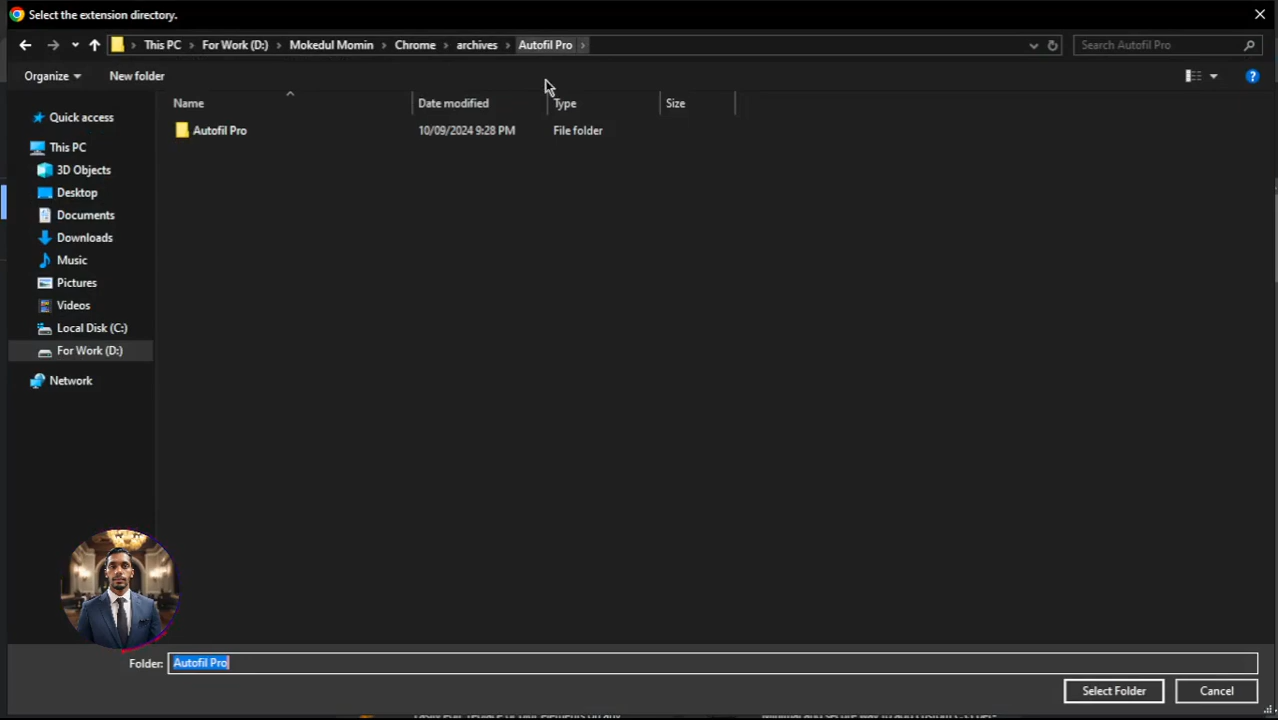 Select the extension directory.
This PC > For Work (D:) > Mokedul Momin > Chrome > archives > Autofil Pro >
Search Autofil Pro
Organize
New folder
Name
Date modified
Type
Size
Autofil Pro
10/09/2024 9:28 PM
File folder
Quick access
This PC
3D Objects
Desktop
Documents
Downloads
Music
Pictures
Videos
Local Disk (C:)
For Work (D:)
Network
Folder:
Autofil Pro
Select Folder
Cancel